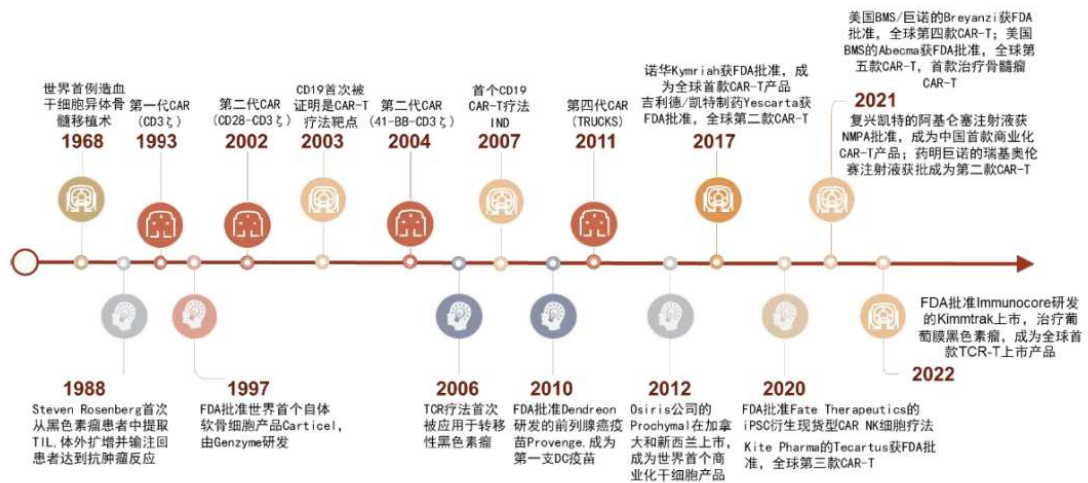 世界首例造血
干细胞异体骨
髓移植术
1968
第一代CAR
(CD3ζ)
1993
第二代CAR
(CD28-CD3ζ)
2002
CD19首次被
证明是CAR-T
疗法靶点
2003
第二代CAR
(41-BB-CD3ζ)
2004
首个CD19
CAR-T疗法
IND
2007
第四代CAR
(TRUCKS)
2011
诺华Kymriah获FDA批准，成
为全球首款CAR-T产品
吉利德/凯特制药Yescarta获
FDA批准，全球第二款CAR-T
2017
美国BMS/巨诺的Breyanzi获FDA
批准，全球第四款CAR-T；美国
BMS的Abecma获FDA批准，全球第
五款CAR-T，首款治疗骨髓瘤
CAR-T
2021
复兴凯特的阿基仑赛注射液获
NMPA批准，成为中国首款商业化
CAR-T产品；药明巨诺的瑞基奥伦
赛注射液获批成为第二款CAR-T
1988
Steven Rosenberg首次
从黑色素瘤患者中提取
TIL,体外扩增并输注回
患者达到抗肿瘤反应
1997
FDA批准世界首个自体
软骨细胞产品Carticel,
由Genzyme研发
2006
TCR疗法首次
被应用于转移
性黑色素瘤
2010
FDA批准Dendreon
研发的前列腺癌疫
苗Provenge.成为
第一支DC疫苗
2012
Osiris公司的
Prochymal在加拿
大和新西兰上市，
成为世界首个商
业化干细胞产品
2020
FDA批准Fate Therapeutics的
iPSC衍生现货型CAR NK细胞疗法
Kite Pharma的Tecartus获FDA批
准，全球第三款CAR-T
FDA批准Immunocore研发
的Kimmtrak上市，治疗葡
萄膜黑色素瘤，成为全球首
款TCR-T上市产品
2022